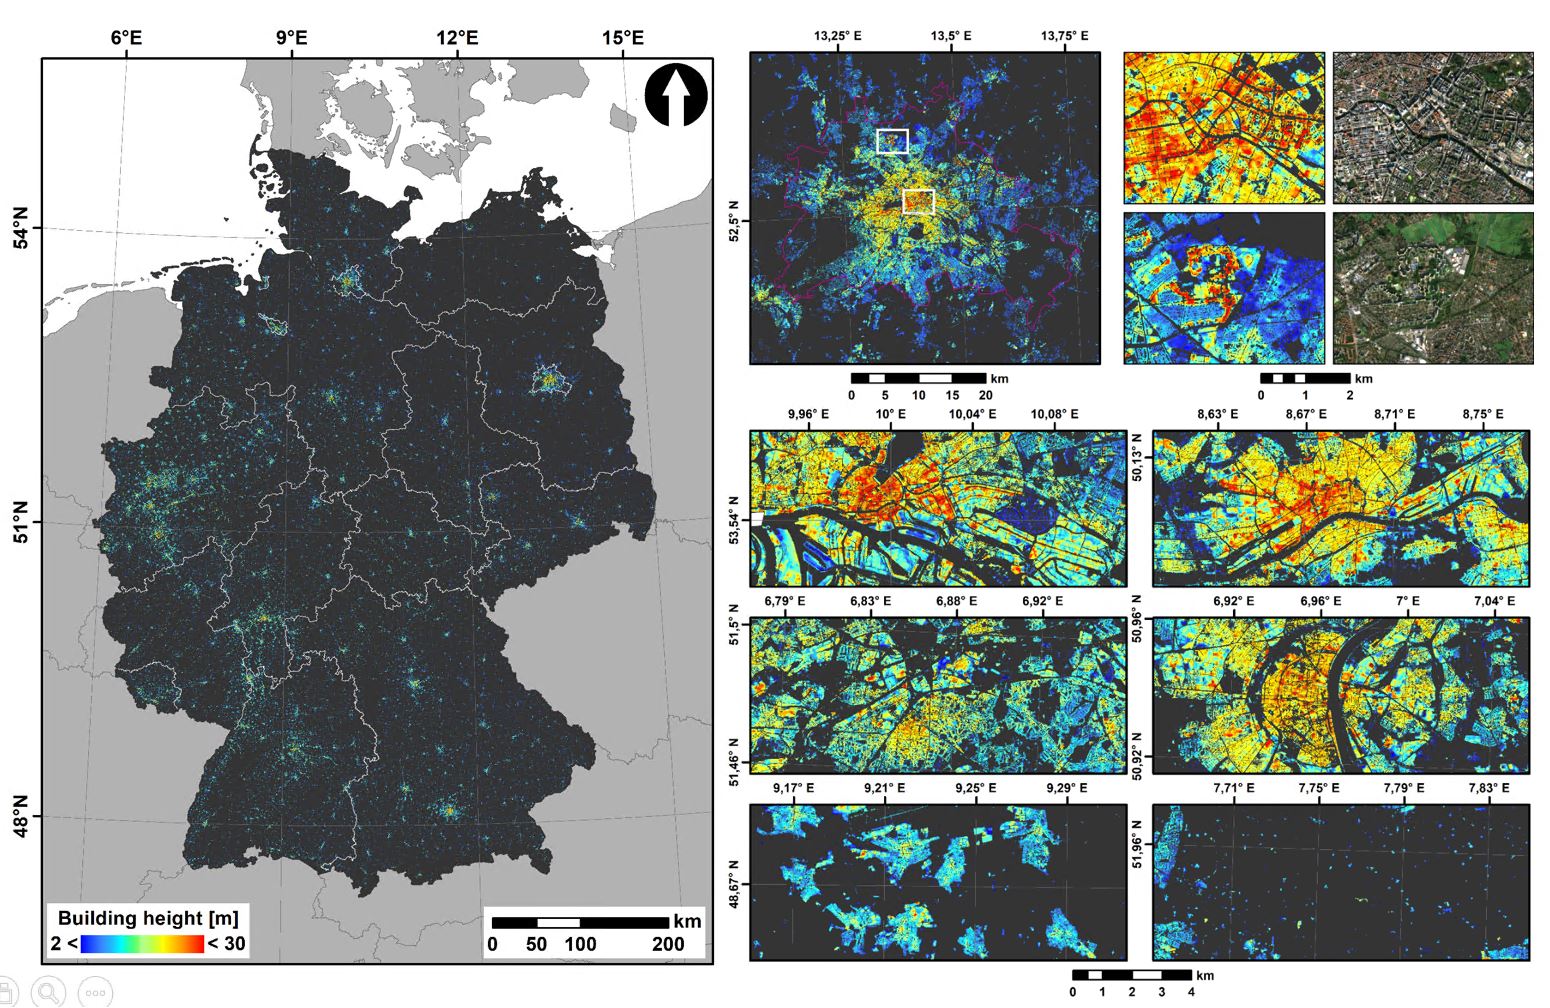 6°E 9°E 12°E 15°E
54°N
51°N
48°N
Building height [m]
2 < < 30
km
0 50 100 200
13,25° E 13,5° E 13,75° E
52,5° N
km
0 5 10 15 20
km
0 1 2
9,96° E 10° E 10,04° E 10,08° E
53,54° N
8,63° E 8,67° E 8,71° E 8,75° E
50,13° N
6,79° E 6,83° E 6,88° E 6,92° E
51,5° N
51,46° N
6,92° E 6,96° E 7° E 7,04° E
50,96° N
50,92° N
9,17° E 9,21° E 9,25° E 9,29° E
48,67° N
7,71° E 7,75° E 7,79° E 7,83° E
51,96° N
km
0 1 2 3 4